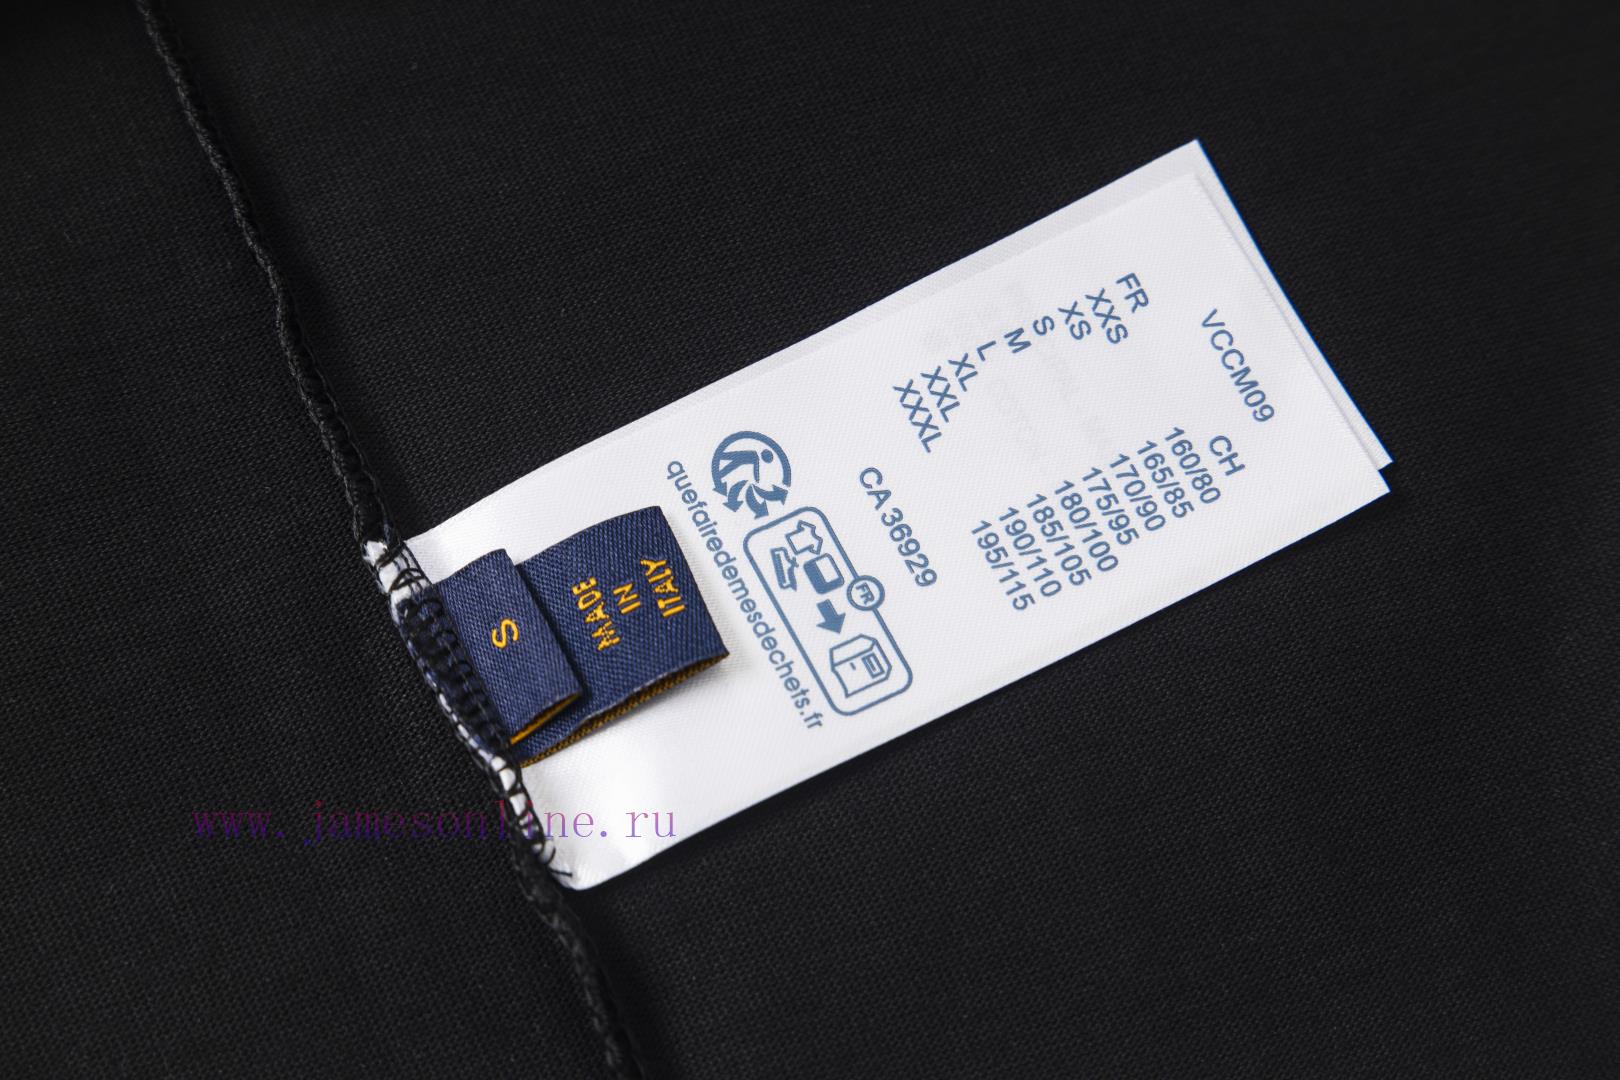 VCCM09
FR CH
XXS 160/80
XS 165/85
S 170/90
M 175/95
L 180/100
XL 185/105
XXL 190/110
XXXL 195/115
CA 36929
FR
quefairedemesdechets.fr
MADE
IN
ITALY
S
www.jamesonline.ru